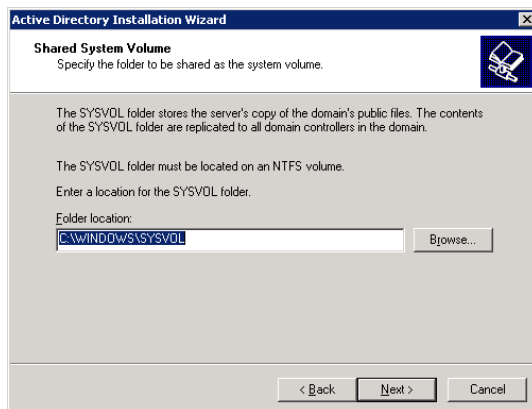 Active Directory Installation Wizard
Shared System Volume
Specify the folder to be shared as the system volume.
The SYSVOL folder stores the server's copy of the domain's public files. The contents
of the SYSVOL folder are replicated to all domain controllers in the domain.
The SYSVOL folder must be located on an NTFS volume.
Enter a location for the SYSVOL folder.
Folder location:
C:\WINDOWS\SYSVOL
Browse...
< Back
Next >
Cancel